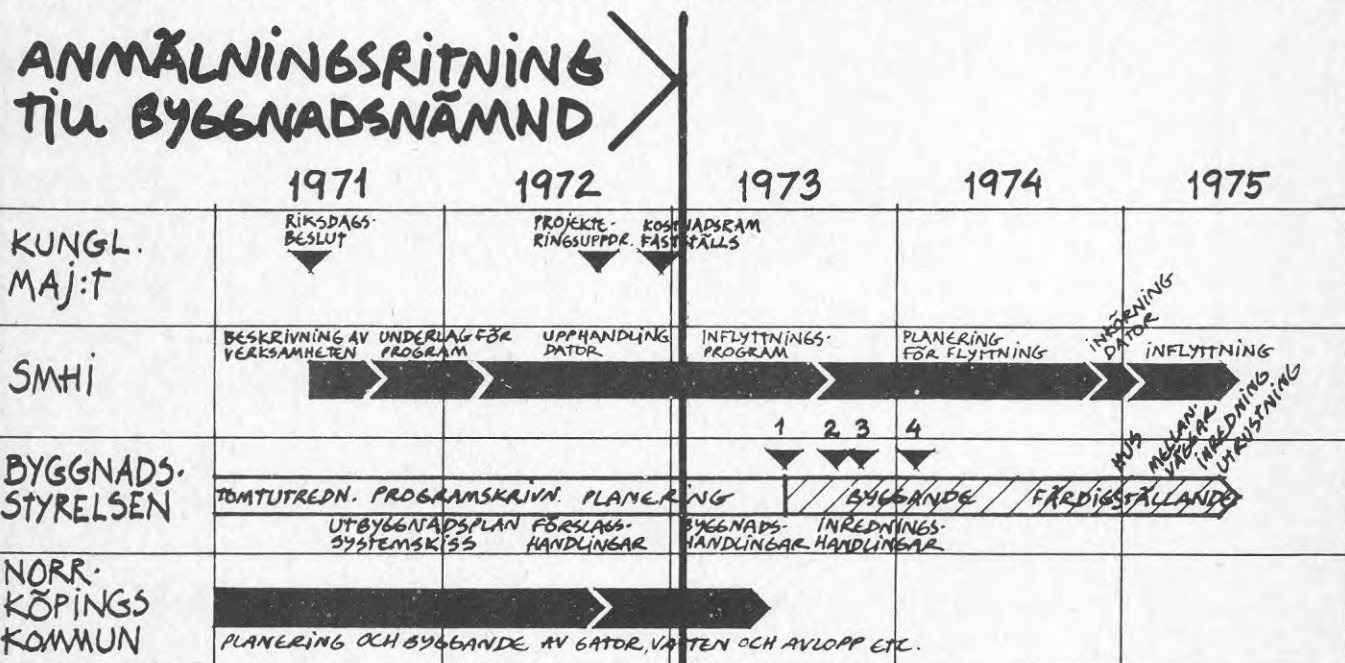 ANMÄLNINGSRITNING
TILL BYGGNADSNÄMND
1971 1972 1973 1974 1975
KUNGL.
MAJ:T
RIKSDAGS-
BESLUT
PROJEKTE-
RINGSUPPDR.
KOSTNADSRAM
FASTSTÄLLS
SMHI
BESKRIVNING AV
VERKSAMHETEN
UNDERLAG FÖR
PROGRAM
UPPHANDLING
DATOR
INFLYTTNINGS-
PROGRAM
PLANERING
FÖR FLYTTNING
INKÖRNING
DATOR
INFLYTTNING
BYGGNADS-
STYRELSEN
1 2 3 4
HUS
MELLAN-
VÄGGAR
INREDNING
UTRUSTNING
TOMTUTREDN. PROGRAMSKRIVN. PLANERING BYGGANDE FÄRDIGSTÄLLANDE
UTBYGGNADSPLAN
SYSTEMSKISS
FÖRSLAGS-
HANDLINGAR
BYGGNADS-
HANDLINGAR
INREDNINGS-
HANDLINGAR
NORR-
KÖPINGS
KOMMUN
PLANERING OCH BYGGANDE AV GATOR, VATTEN OCH AVLOPP ETC.